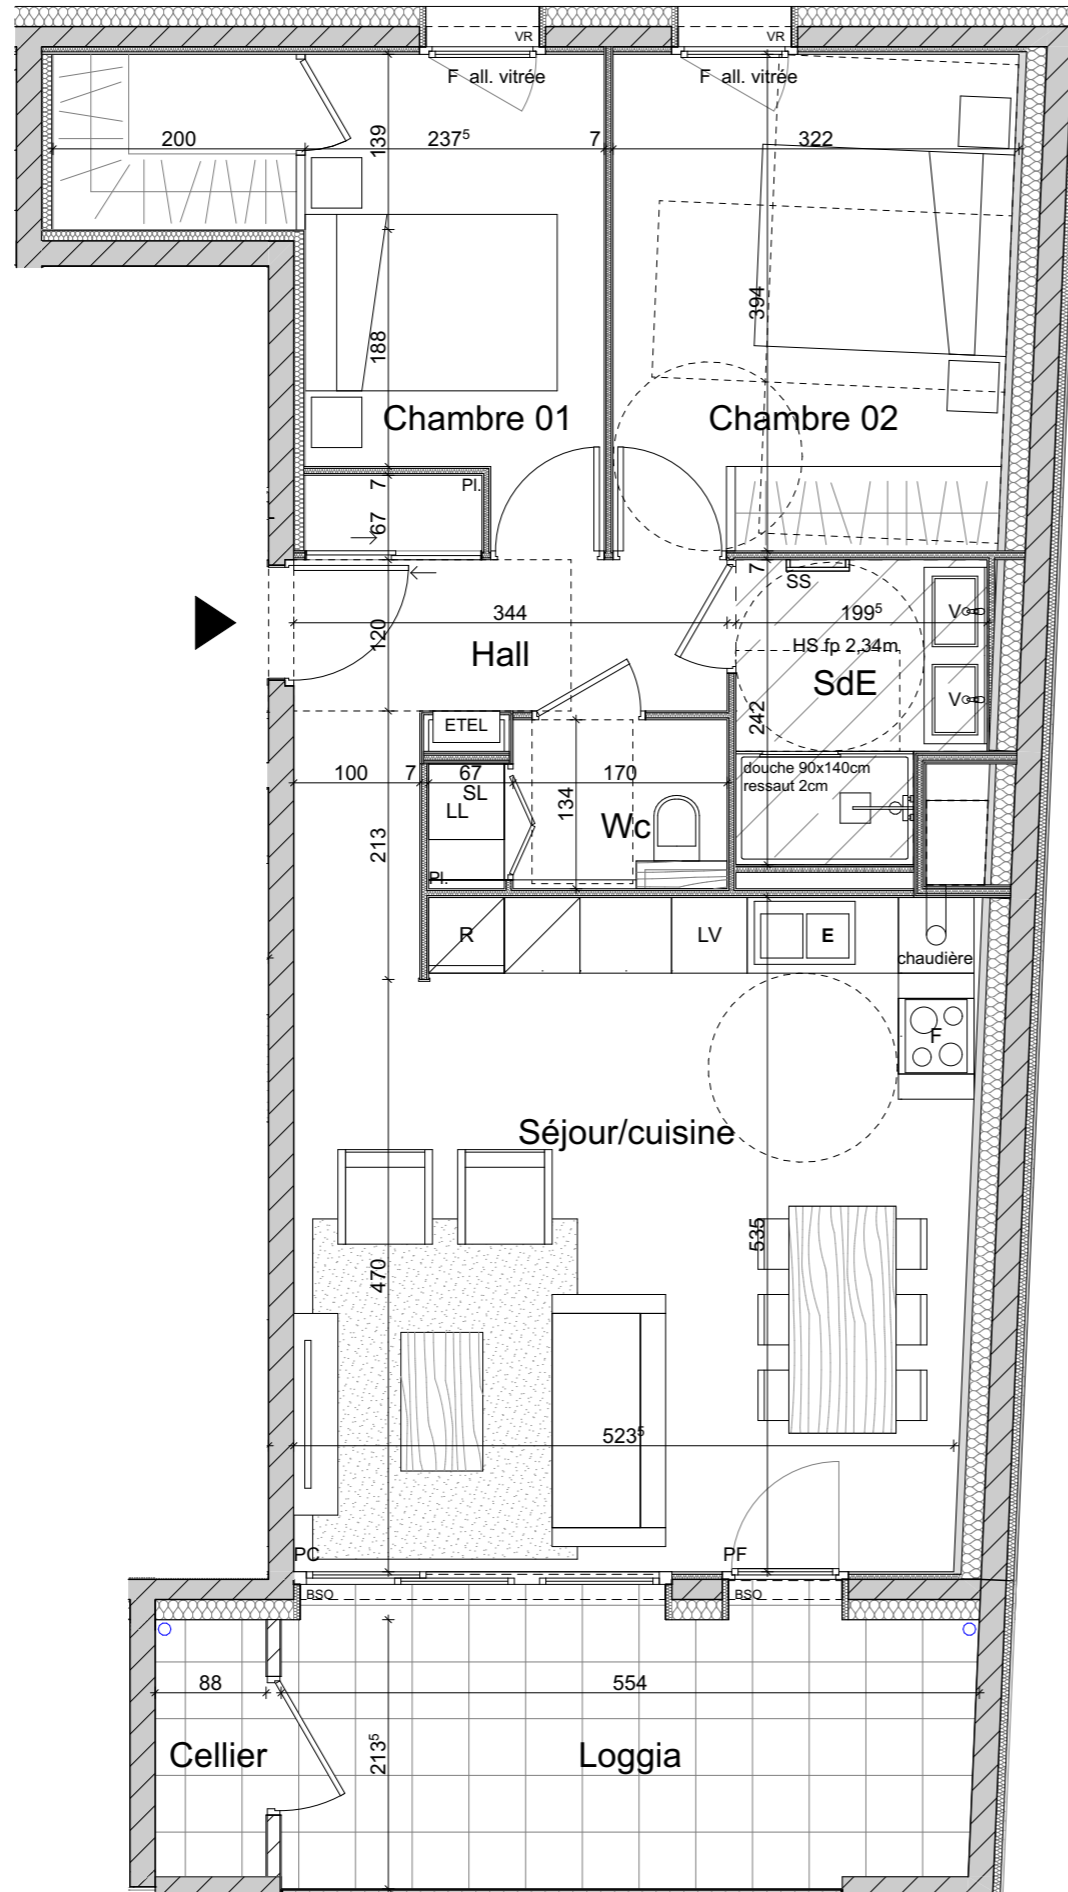 VR
VR
F all. vitrée
F all. vitrée
200
139
237⁵
7
322
394
188
Chambre 01
Chambre 02
7
Pl.
67
7
SS
344
199⁵
120
Hall
HS fp 2,34m
V
SdE
V
ETEL
242
100
7
67
170
douche 90x140cm
ressaut 2cm
SL
LL
134
Wc
213
Pl.
R
LV
E
chaudière
F
Séjour/cuisine
535
470
523⁵
PC
PF
BSO
BSO
88
554
213⁵
Cellier
Loggia